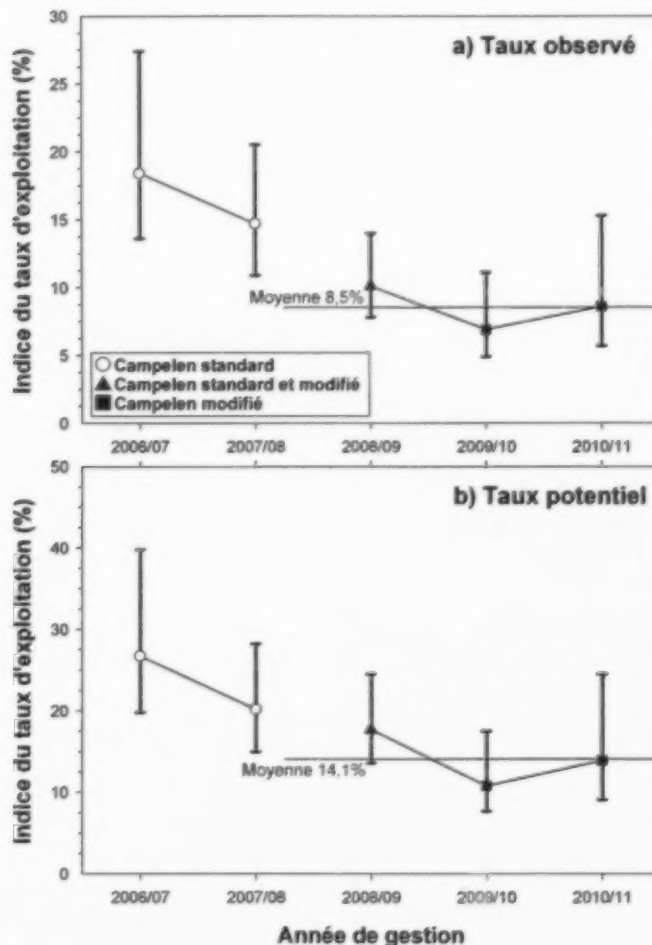 a) Taux observé
Indice du taux d'exploitation (%)
30
25
20
15
10
5
0
Moyenne 8,5%
Campelen standard
Campelen standard et modifié
Campelen modifié
2006/07 2007/08 2008/09 2009/10 2010/11
b) Taux potentiel
Indice du taux d'exploitation (%)
50
40
30
20
10
0
Moyenne 14,1%
2006/07 2007/08 2008/09 2009/10 2010/11
Année de gestion